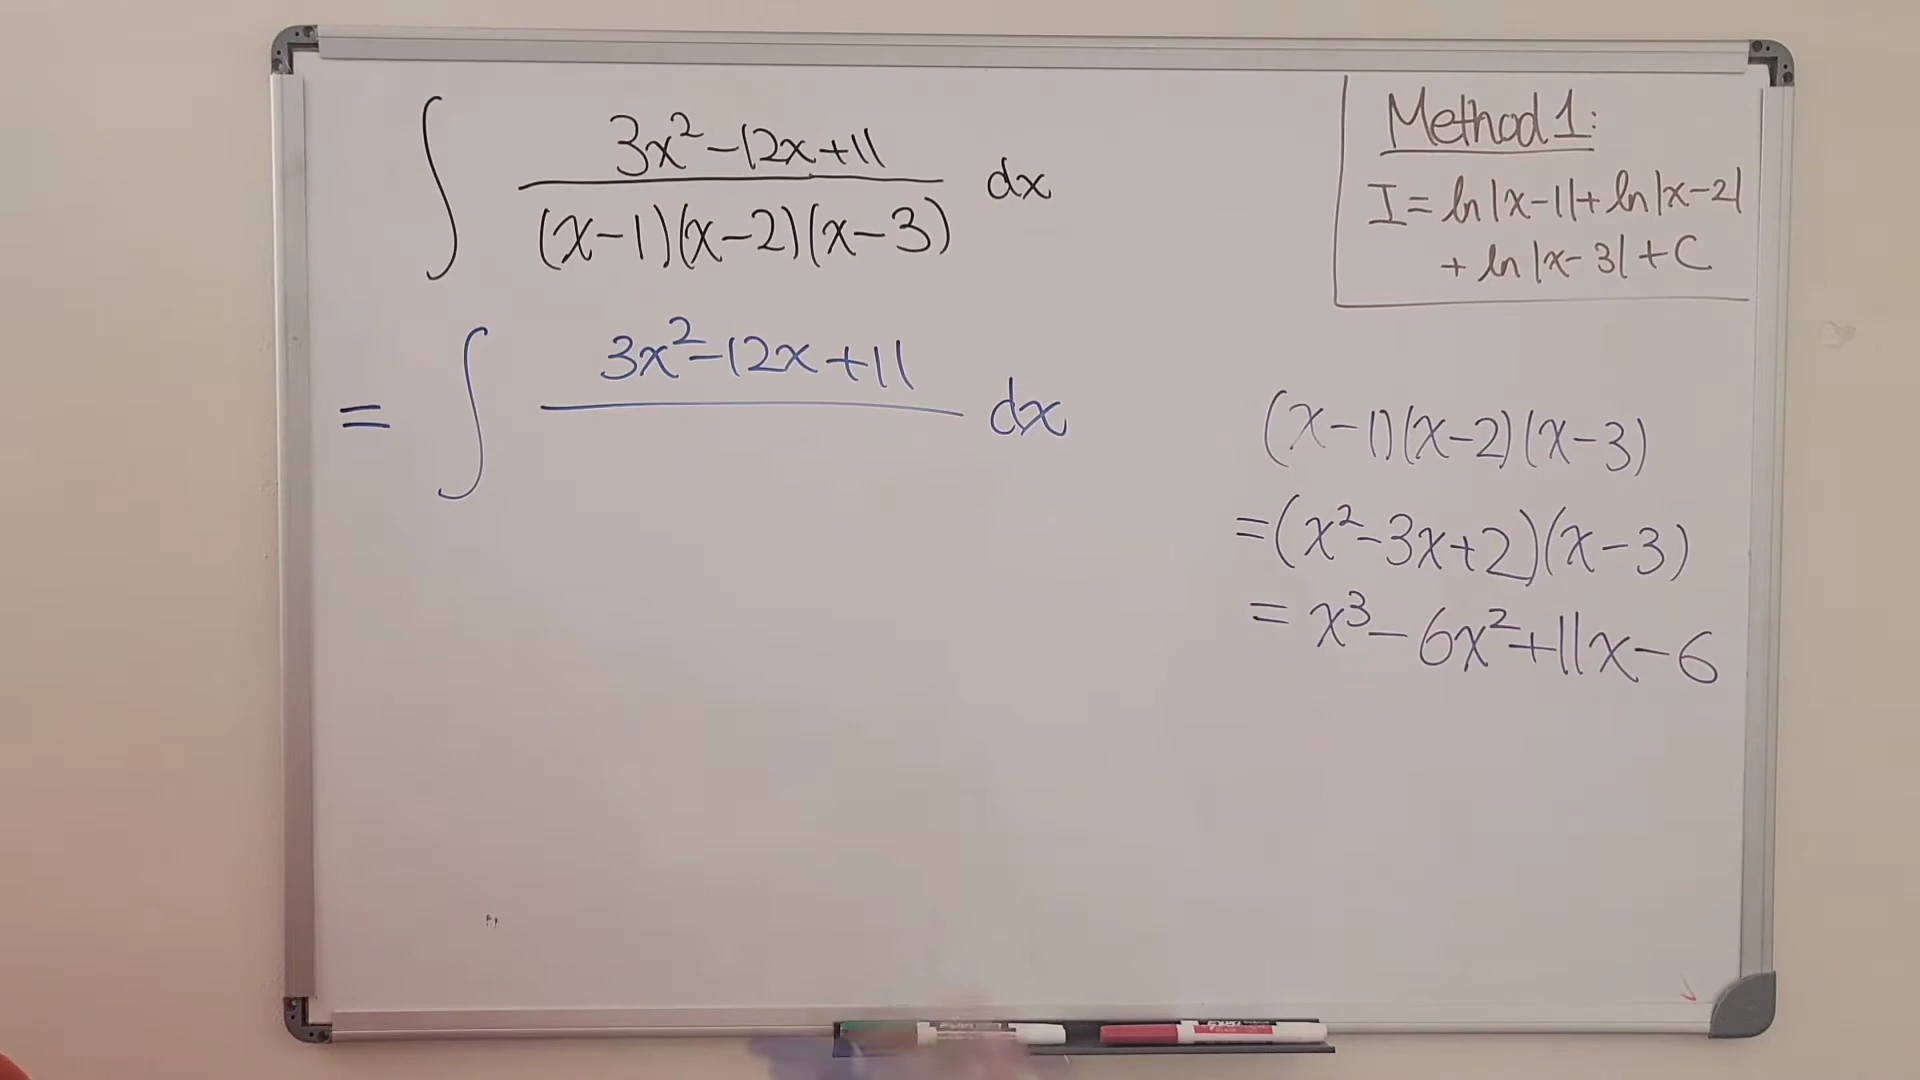 ∫ 3x²-12x+11 / (x-1)(x-2)(x-3) dx
= ∫ 3x²-12x+11 / dx
Method 1:
I = ln|x-1| + ln|x-2|
+ ln|x-3| + C
(x-1)(x-2)(x-3)
=(x²-3x+2)(x-3)
= x³-6x²+11x-6